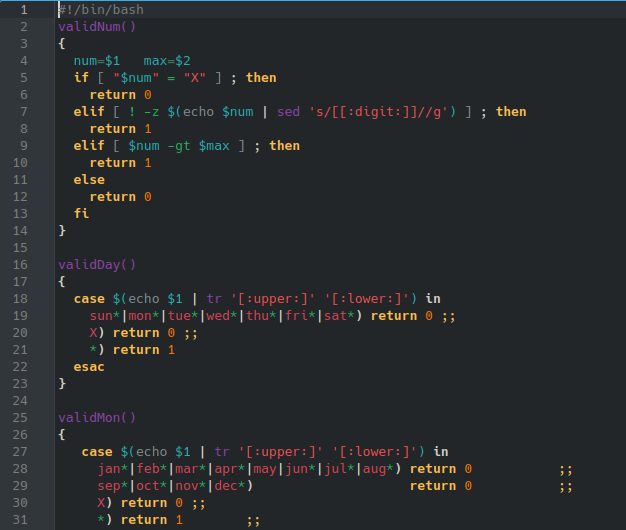 1 #!/bin/bash
2 validNum()
3 {
4   num=$1   max=$2
5   if [ "$num" = "X" ] ; then
6     return 0
7   elif [ ! -z $(echo $num | sed 's/[[:digit:]]//g') ] ; then
8     return 1
9   elif [ $num -gt $max ] ; then
10     return 1
11   else
12     return 0
13   fi
14 }
15
16 validDay()
17 {
18   case $(echo $1 | tr '[:upper:]' '[:lower:]') in
19     sun*|mon*|tue*|wed*|thu*|fri*|sat*) return 0 ;;
20     X) return 0 ;;
21     *) return 1
22   esac
23 }
24
25 validMon()
26 {
27    case $(echo $1 | tr '[:upper:]' '[:lower:]') in
28      jan*|feb*|mar*|apr*|may|jun*|jul*|aug*) return 0           ;;
29      sep*|oct*|nov*|dec*)                    return 0           ;;
30      X) return 0 ;;
31      *) return 1        ;;